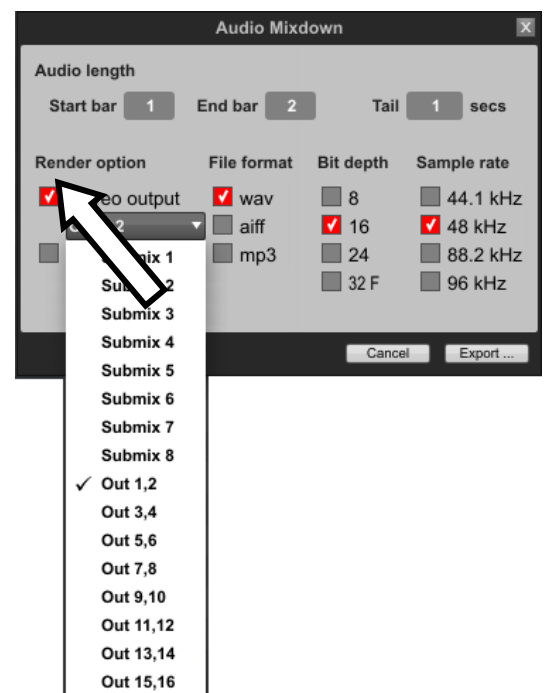 Audio Mixdown
X
Audio length
Start bar 1 End bar 2 Tail 1 secs
Render option File format Bit depth Sample rate
output wav 8 44.1 kHz
aiff 16 48 kHz
mp3 24 88.2 kHz
32 F 96 kHz
Cancel Export ...
1
2
Submix 3
Submix 4
Submix 5
Submix 6
Submix 7
Submix 8
✓ Out 1,2
Out 3,4
Out 5,6
Out 7,8
Out 9,10
Out 11,12
Out 13,14
Out 15,16